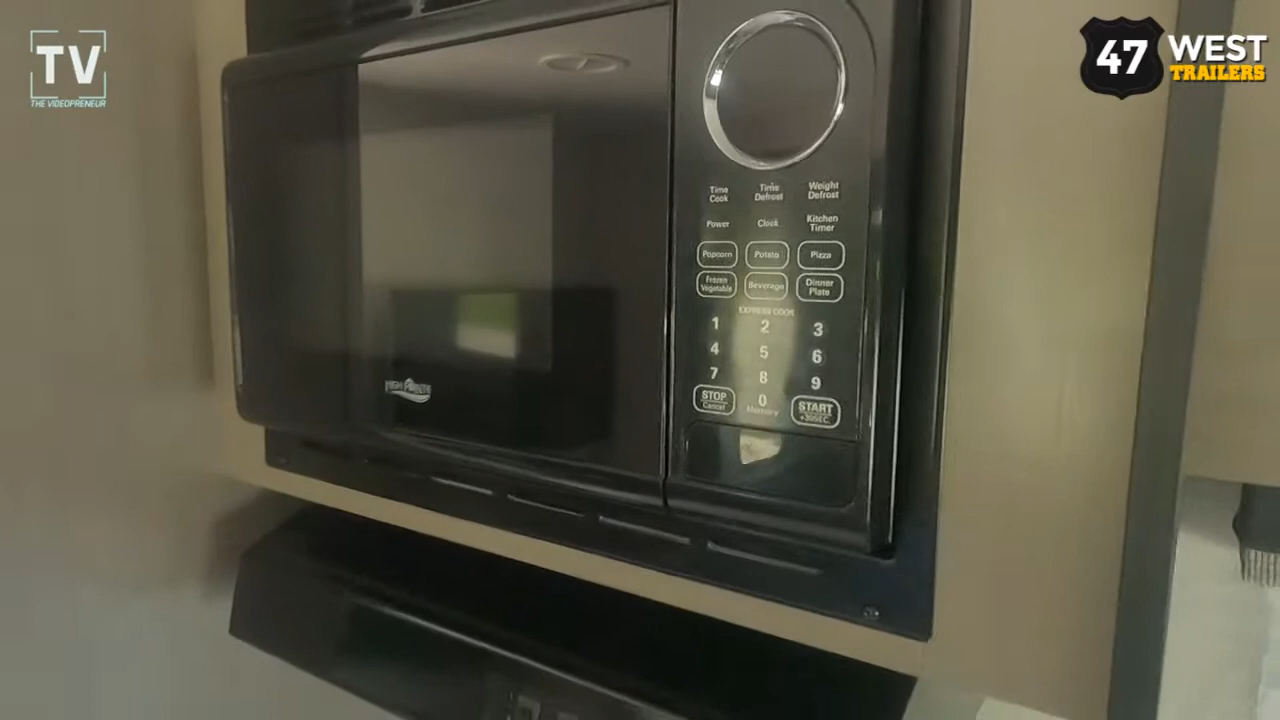 TV
THE VIDEOPRENEUR
47 WEST
TRAILERS
Time Cook
Time Defrost
Weight Defrost
Power
Clock
Kitchen Timer
Popcorn
Potato
Pizza
Frozen Vegetable
Beverage
Dinner Plate
EXPRESS COOK
1 2 3
4 5 6
7 8 9
STOP
Cancel
0
Memory
START
+30SEC.
HIGH POINTE